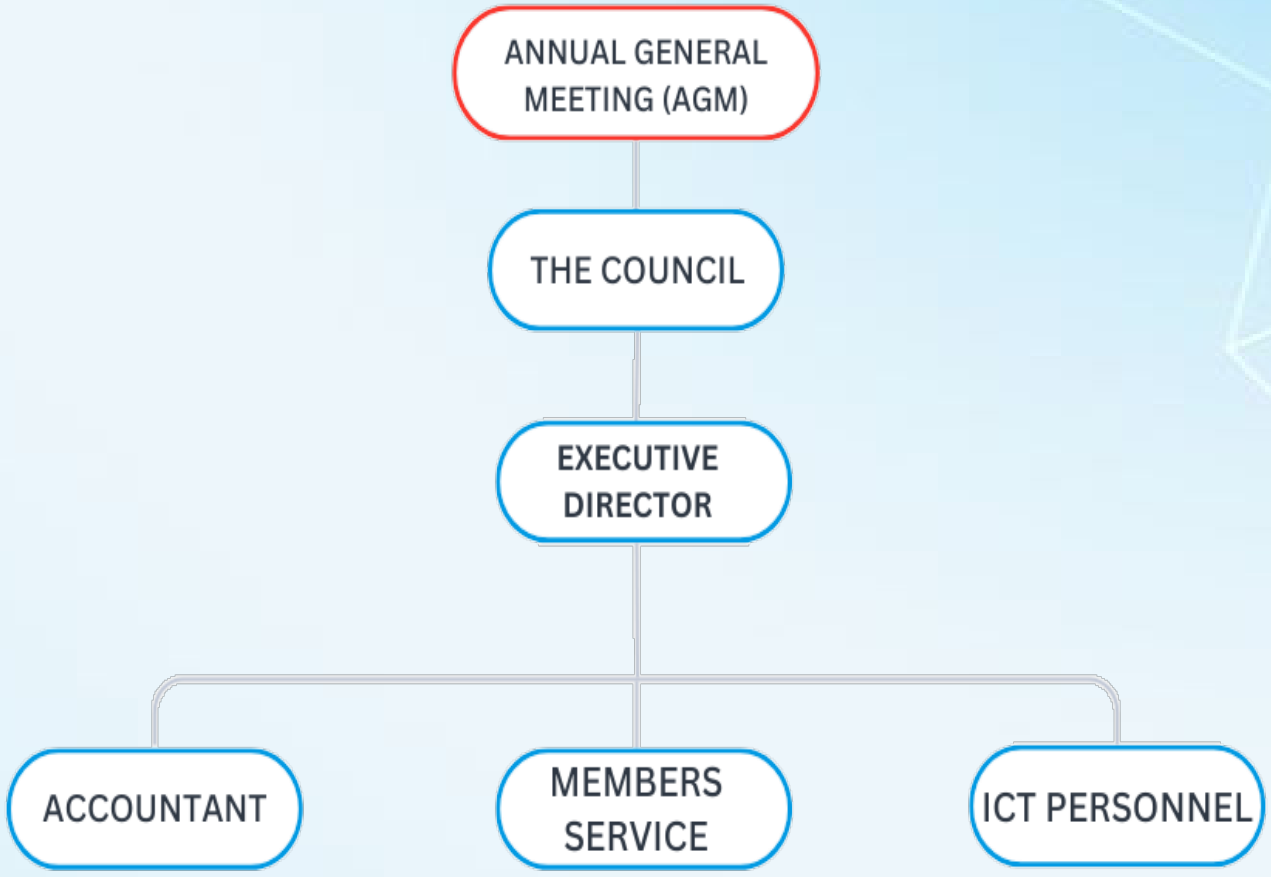 ANNUAL GENERAL
MEETING (AGM)
THE COUNCIL
EXECUTIVE
DIRECTOR
ACCOUNTANT
MEMBERS
SERVICE
ICT PERSONNEL